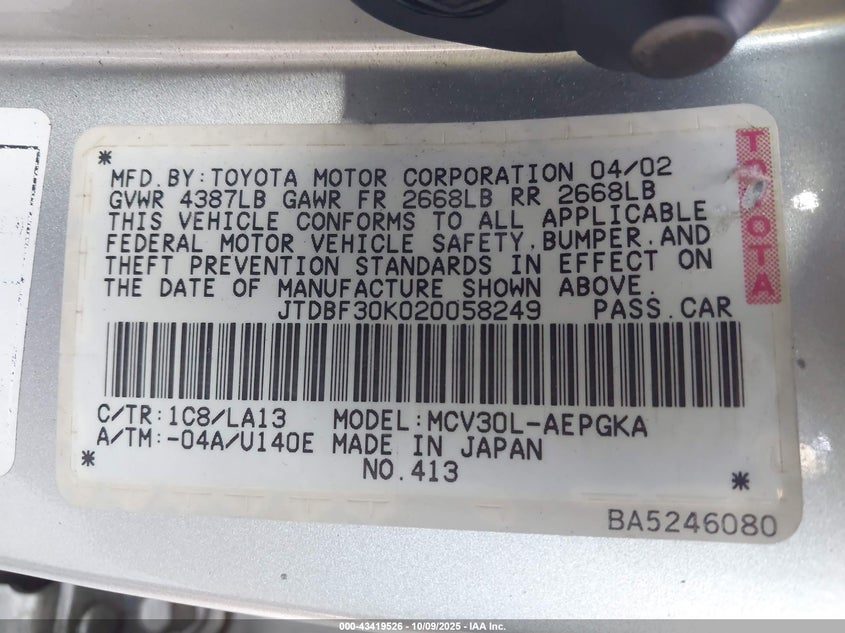 * MFD.BY:TOYOTA MOTOR CORPORATION 04/02
GVWR 4387LB GAWR FR 2668LB RR 2668LB
THIS VEHICLE CONFORMS TO ALL APPLICABLE
FEDERAL MOTOR VEHICLE SAFETY,BUMPER,AND
THEFT PREVENTION STANDARDS IN EFFECT ON
THE DATE OF MANUFACTURE SHOWN ABOVE.
JTDBF30K020058249 PASS.CAR
C/TR:1C8/LA13 MODEL:MCV30L-AEPGKA
A/TM:-04A/U140E MADE IN JAPAN
* NO.413 *
BA5246080
TOYOTA
000-43419526 - 10/09/2025 - IAA Inc.